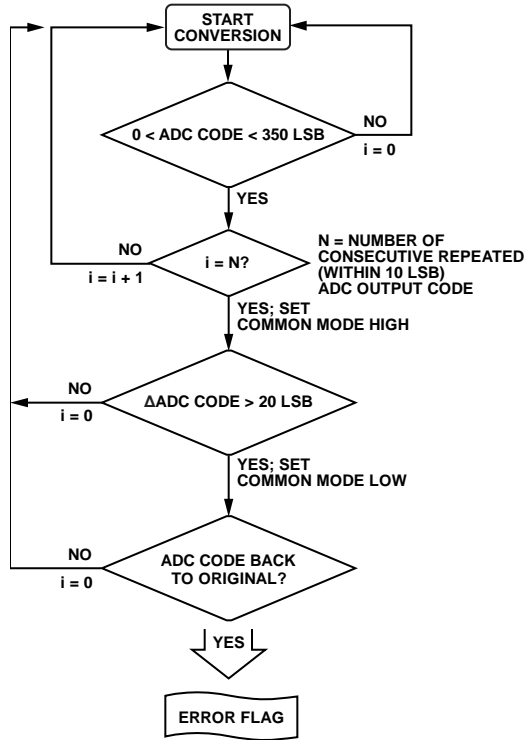 START
CONVERSION
0 < ADC CODE < 350 LSB
NO
i = 0
YES
NO
i = i + 1
i = N?
N = NUMBER OF
CONSECUTIVE REPEATED
(WITHIN 10 LSB)
ADC OUTPUT CODE
YES; SET
COMMON MODE HIGH
NO
i = 0
ΔADC CODE > 20 LSB
YES; SET
COMMON MODE LOW
NO
i = 0
ADC CODE BACK
TO ORIGINAL?
YES
ERROR FLAG